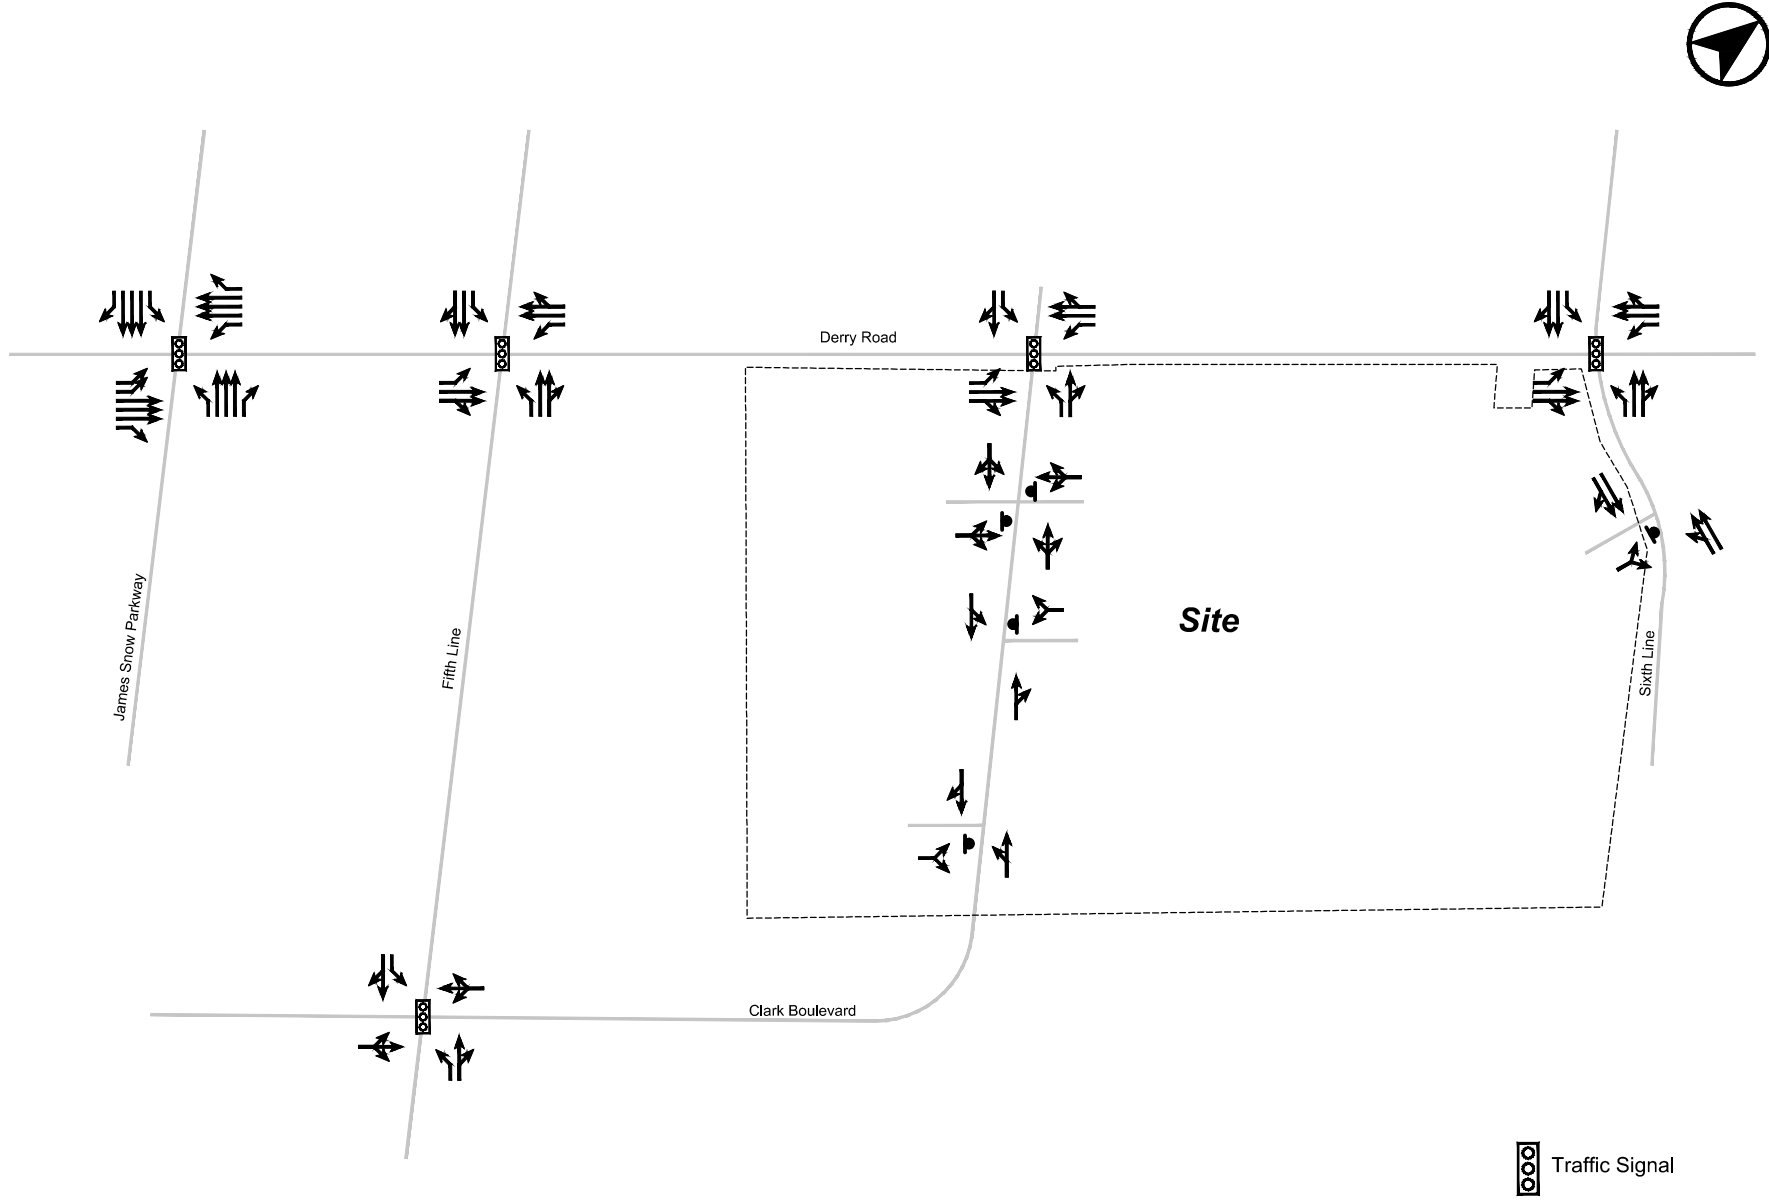 Derry Road
James Snow Parkway
Fifth Line
Site
Sixth Line
Clark Boulevard
Traffic Signal